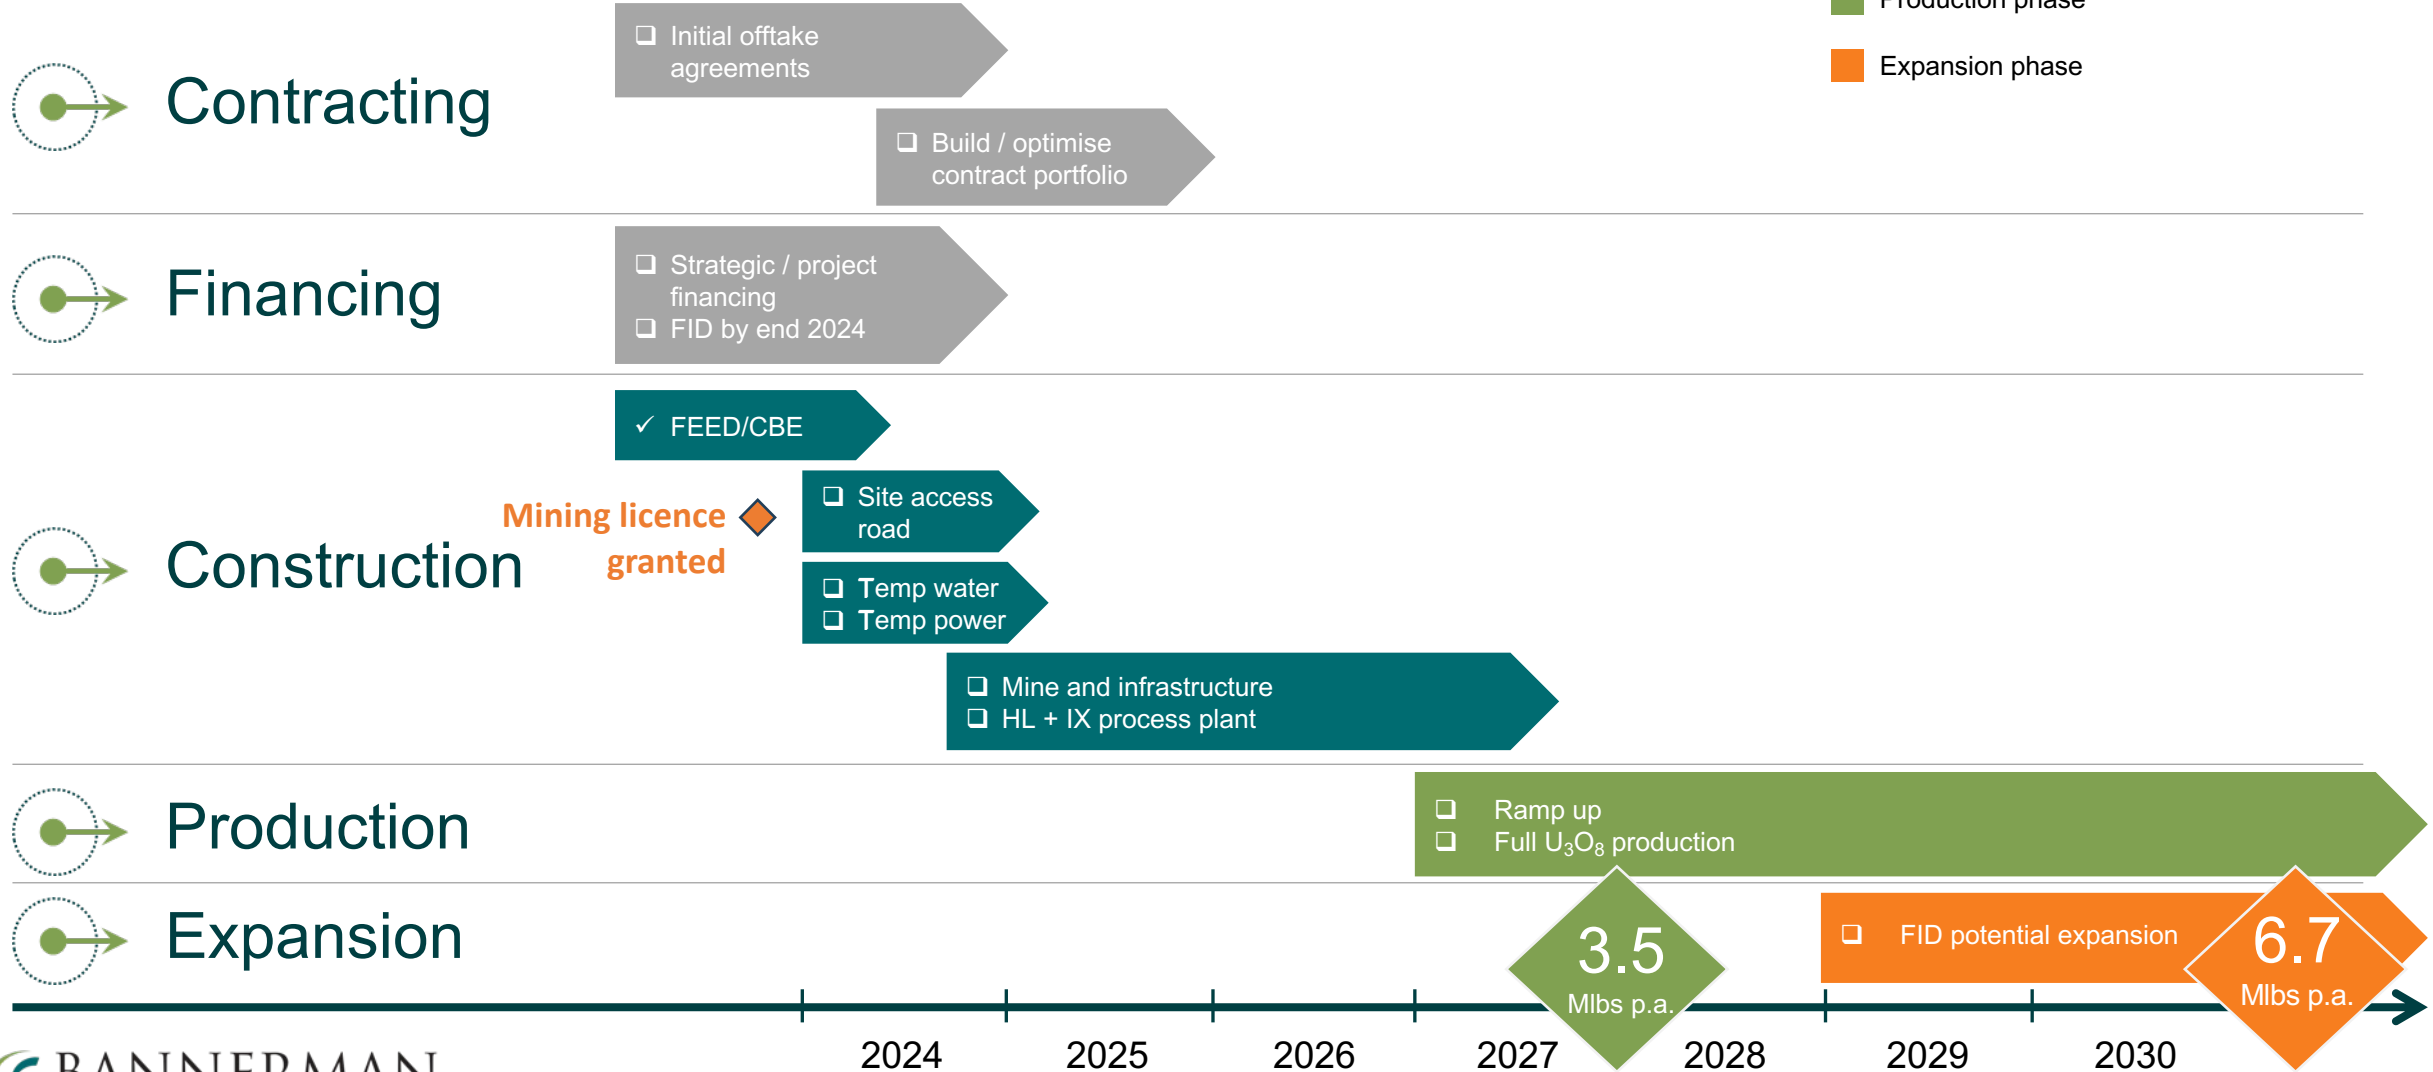 Production phase
Expansion phase
Contracting
Initial offtake
agreements
Build / optimise
contract portfolio
Financing
Strategic / project
financing
FID by end 2024
Construction
✓ FEED/CBE
Mining licence
granted
Site access
road
Temp water
Temp power
Mine and infrastructure
HL + IX process plant
Production
Ramp up
Full U₃O₈ production
Expansion
FID potential expansion
3.5
Mlbs p.a.
6.7
Mlbs p.a.
2024 2025 2026 2027 2028 2029 2030
BANNERMAN